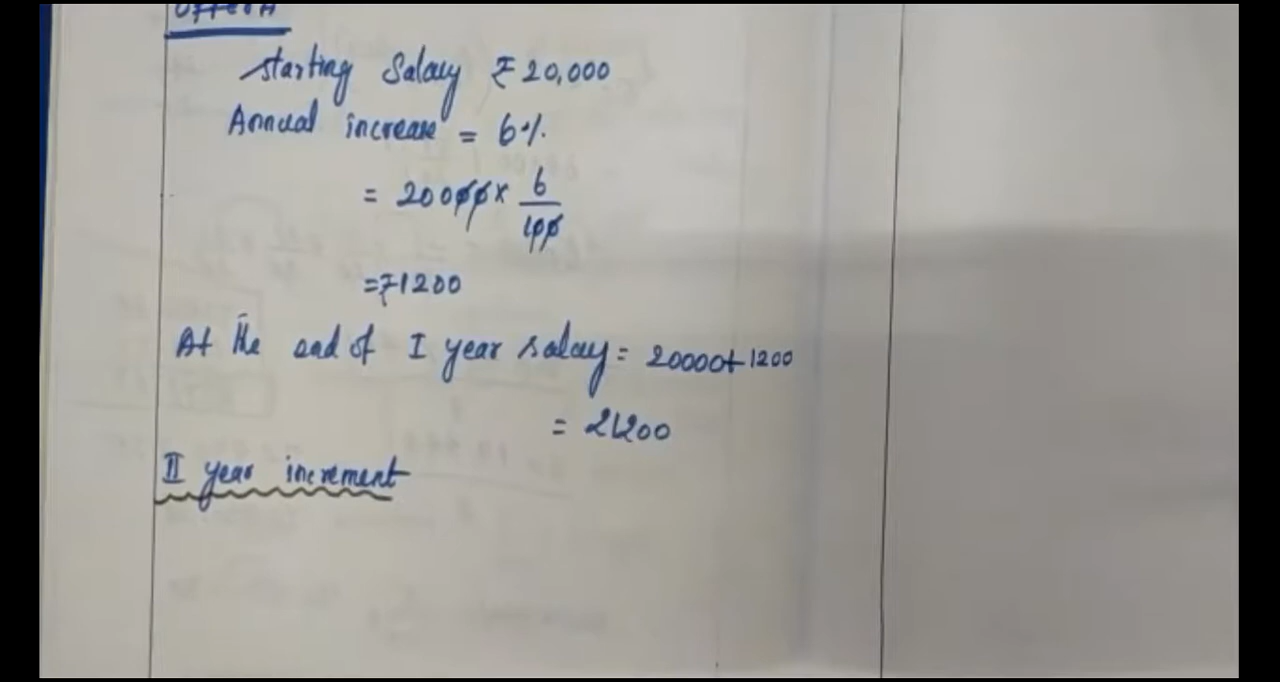 Offer A
Starting Salary ₹ 20,000
Annual increase = 6%
= 20000 × 6/100
= ₹1200
At the end of I year salary = 20000+1200
= 21200
II year increment